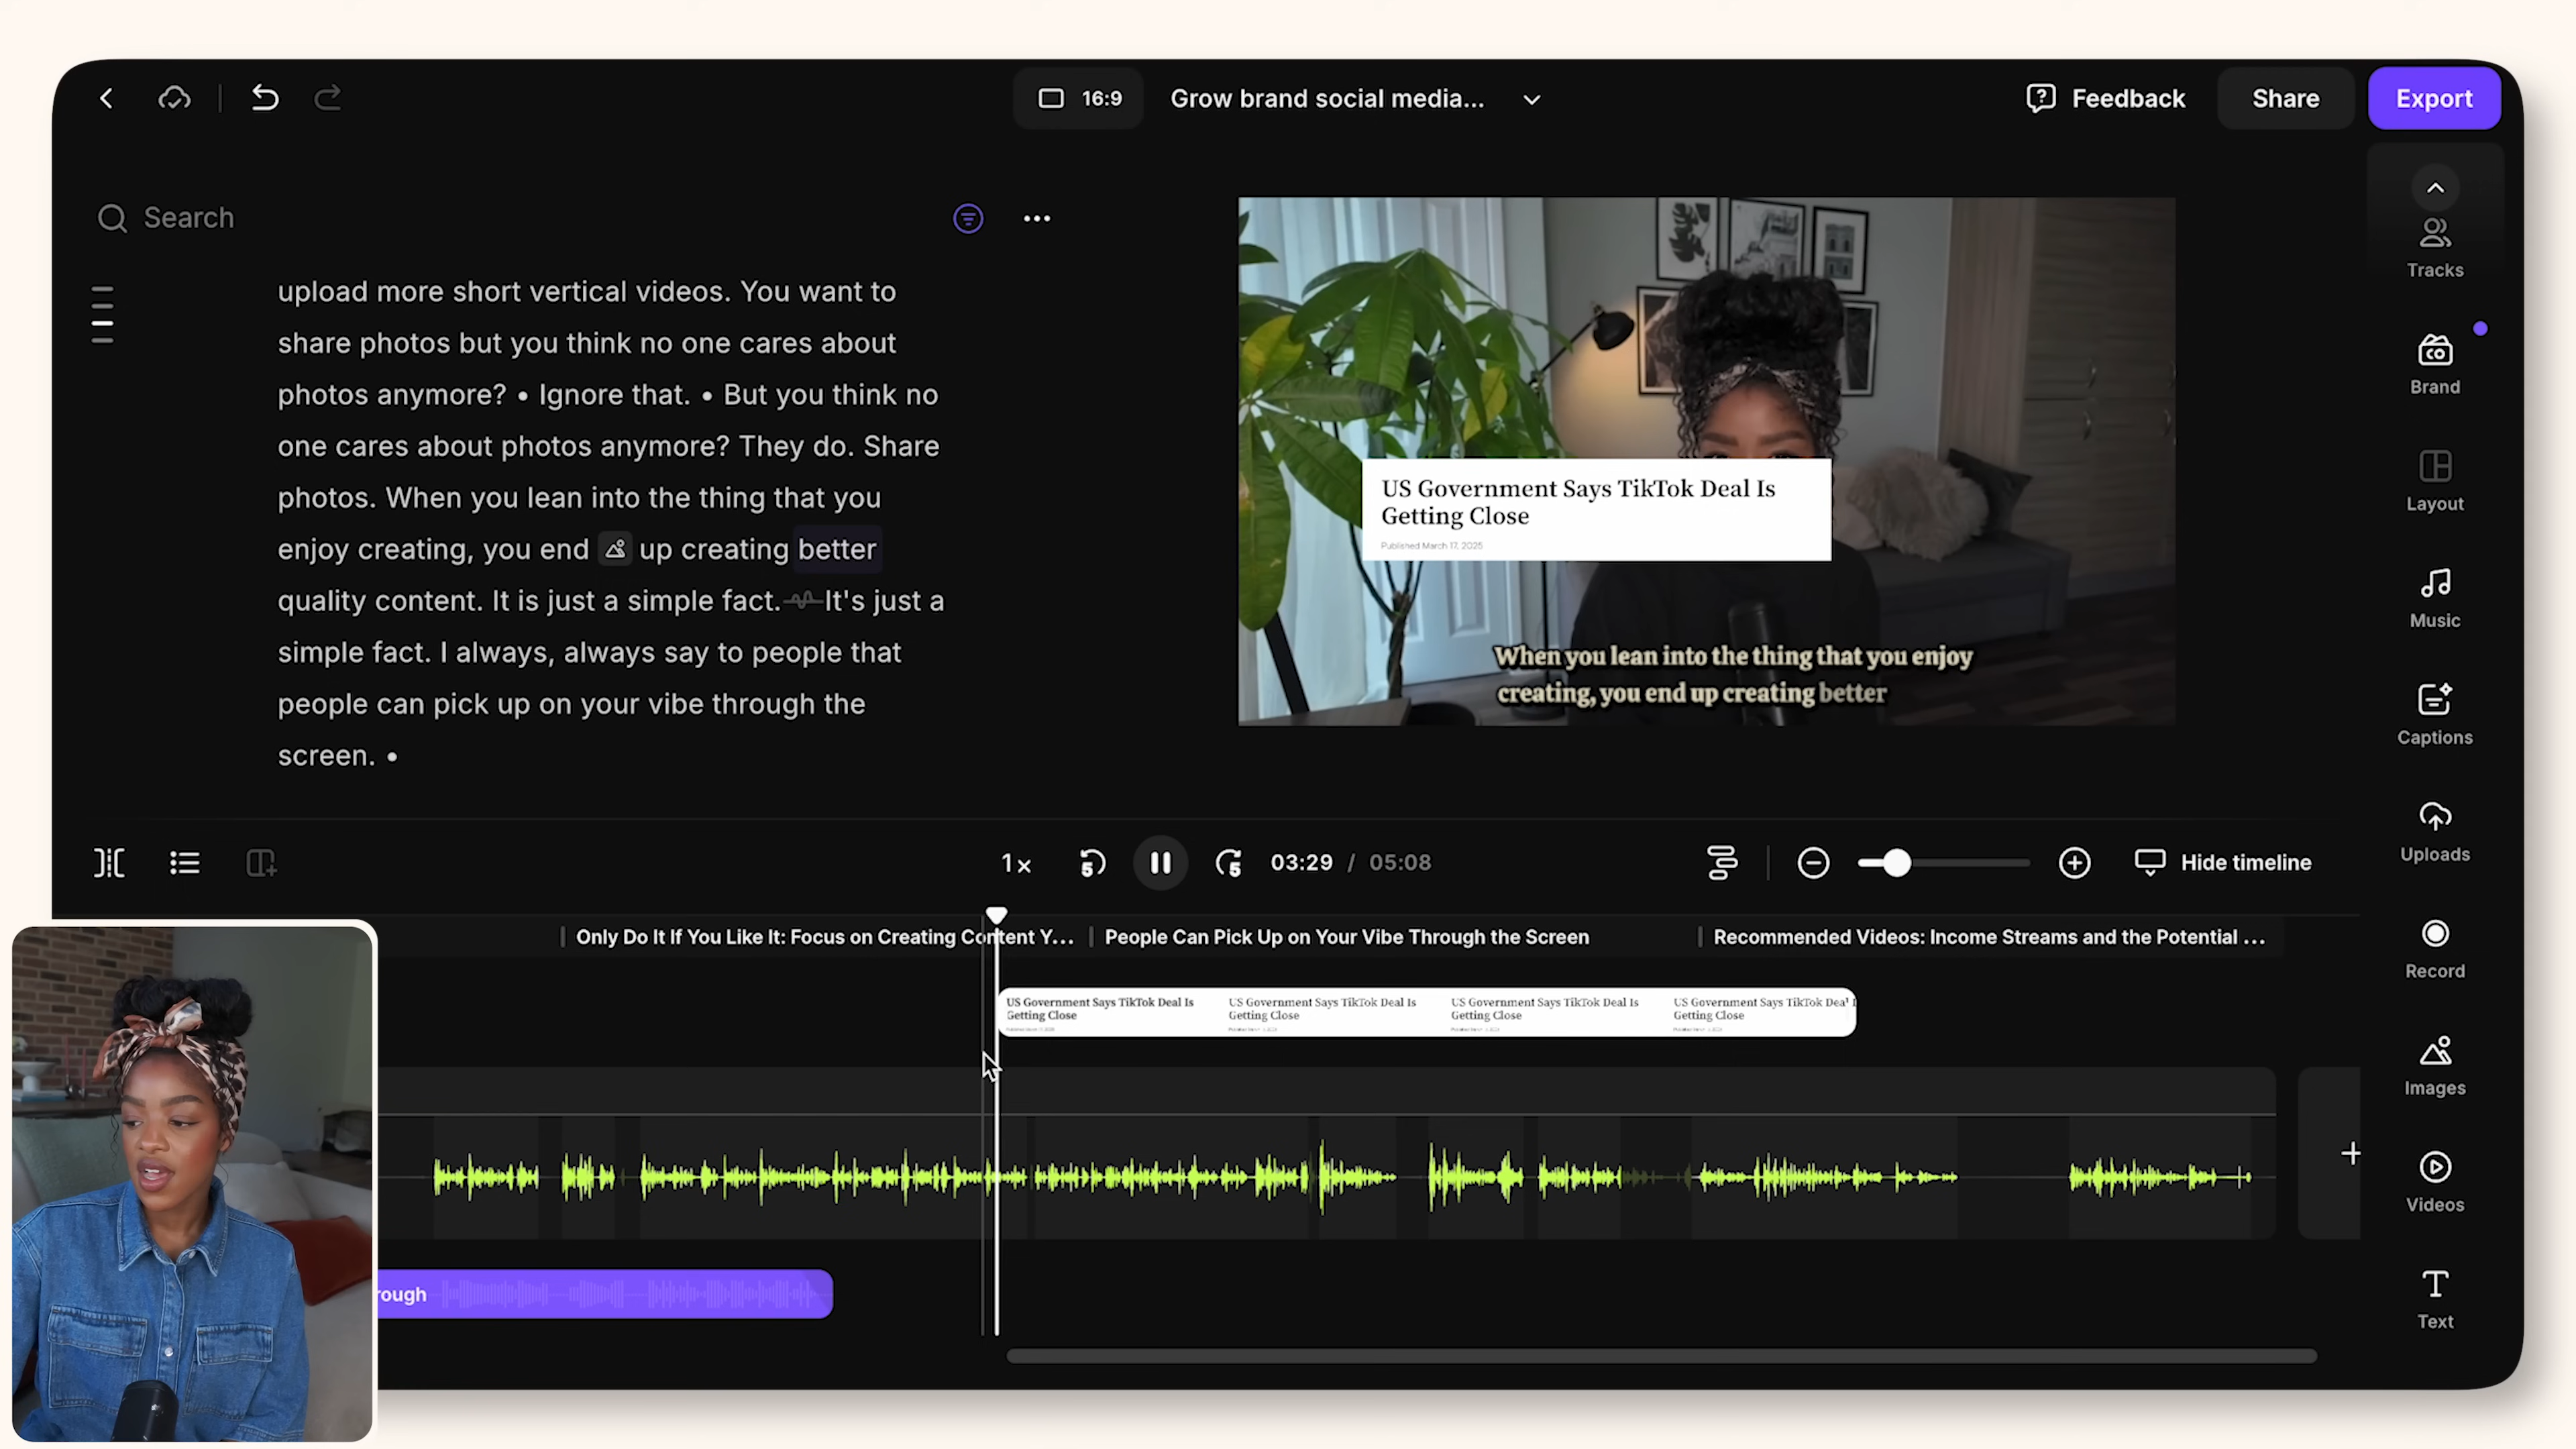 16:9
Grow brand social media...
Feedback
Share
Export
Search
upload more short vertical videos. You want to
share photos but you think no one cares about
photos anymore? • Ignore that. • But you think no
one cares about photos anymore? They do. Share
photos. When you lean into the thing that you
enjoy creating, you end up creating better
quality content. It is just a simple fact. It's just a
simple fact. I always, always say to people that
people can pick up on your vibe through the
screen. •
US Government Says TikTok Deal Is
Getting Close
Published March 17, 2025
When you lean into the thing that you enjoy
creating, you end up creating better
Tracks
Brand
Layout
Music
Captions
Uploads
Record
Images
Videos
Text
1x
5
5
03:29 / 05:08
Hide timeline
Only Do It If You Like It: Focus on Creating Content Y...
People Can Pick Up on Your Vibe Through the Screen
Recommended Videos: Income Streams and the Potential ...
US Government Says TikTok Deal Is
Getting Close
US Government Says TikTok Deal Is
Getting Close
US Government Says TikTok Deal Is
Getting Close
US Government Says TikTok Deal I
Getting Close
rough